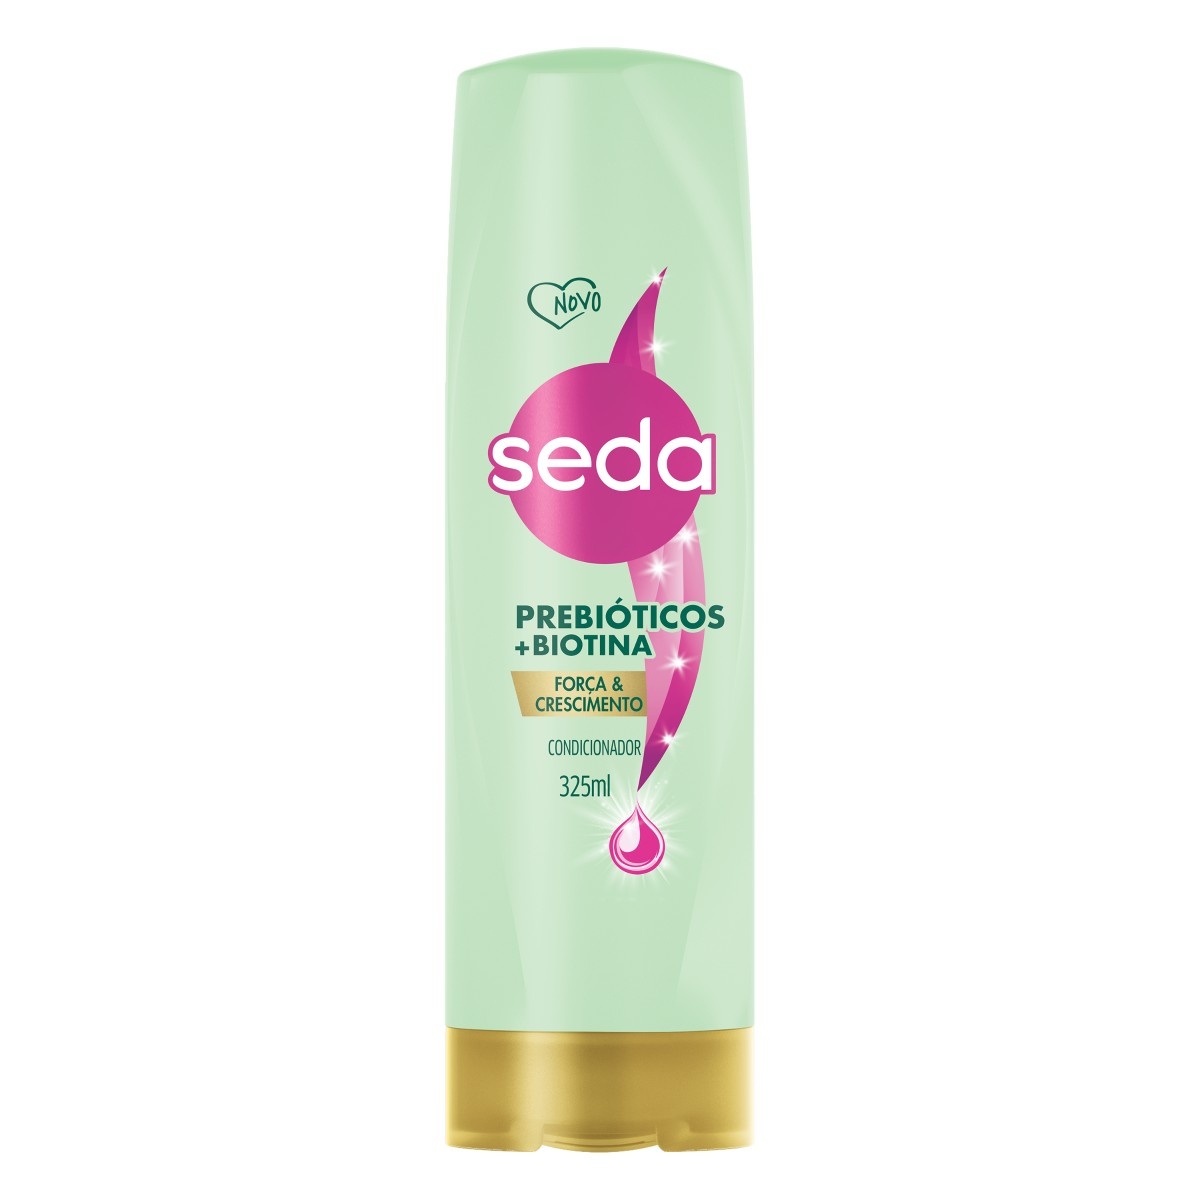 NOVO
seda
PREBIÓTICOS
+BIOTINA
FORÇA &
CRESCIMENTO
CONDICIONADOR
325ml